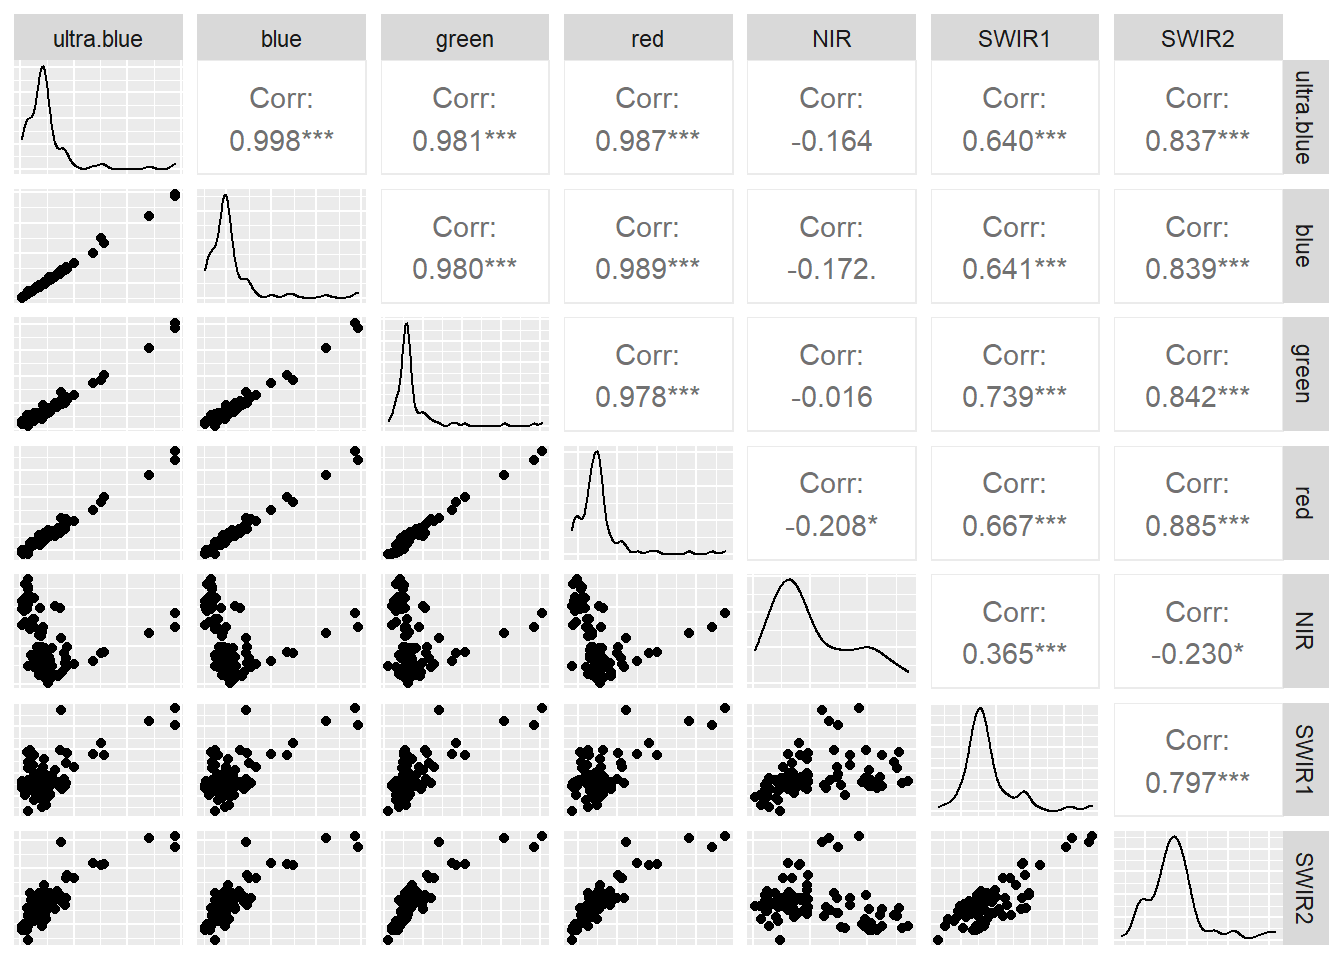 ultra.blue blue green red NIR SWIR1 SWIR2
Corr: Corr: Corr: Corr: Corr: Corr:
0.998*** 0.981*** 0.987*** -0.164 0.640*** 0.837***
ultra.blue
Corr: Corr: Corr: Corr: Corr:
0.980*** 0.989*** -0.172. 0.641*** 0.839***
blue
Corr: Corr: Corr: Corr:
0.978*** -0.016 0.739*** 0.842***
green
Corr: Corr: Corr:
-0.208* 0.667*** 0.885***
red
Corr: Corr:
0.365*** -0.230*
NIR
Corr:
0.797***
SWIR1
SWIR2